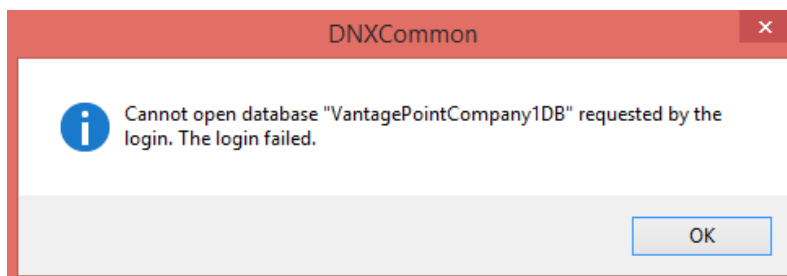 DNXCommon
Cannot open database "VantagePointCompany1DB" requested by the
login. The login failed.
OK